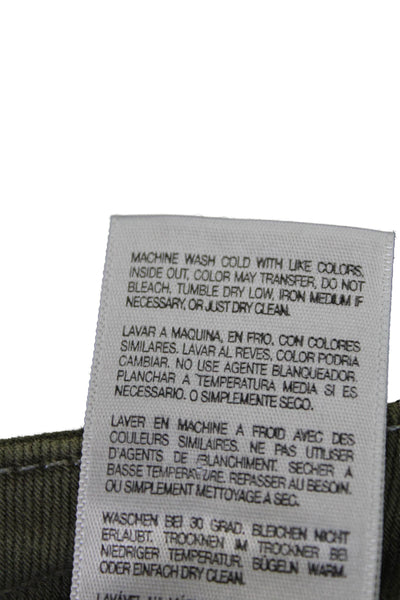 MACHINE WASH COLD WITH LIKE COLORS.
INSIDE OUT, COLOR MAY TRANSFER, DO NOT
BLEACH. TUMBLE DRY LOW, IRON MEDIUM IF
NECESSARY, OR JUST DRY CLEAN.
LAVAR A MAQUINA, EN FRIO, CON COLORES
SIMILARES. LAVAR AL REVES, COLOR PODRIA
CAMBIAR. NO USE AGENTE BLANQUEADOR.
PLANCHAR A TEMPERATURA MEDIA SI ES
NECESARIO. O SIMPLEMENTE SECO.
LAVER EN MACHINE A FROID AVEC DES
COULEURS SIMILAIRES. NE PAS UTILISER
D'AGENTS DE BLANCHIMENT. SECHER A
BASSE TEMPERATURE. REPASSER AU BESOIN.
OU SIMPLEMENT METTOYAGE A SEC.
WASCHEN BEI 30 GRAD. BLEICHEN NICHT
ERLAUBT. TROCKNEN IM TROCKNER BEI
NIEDRIGER TEMPERATUR. BÜGELN WARM.
ODER EINFACH DRY CLEAN.